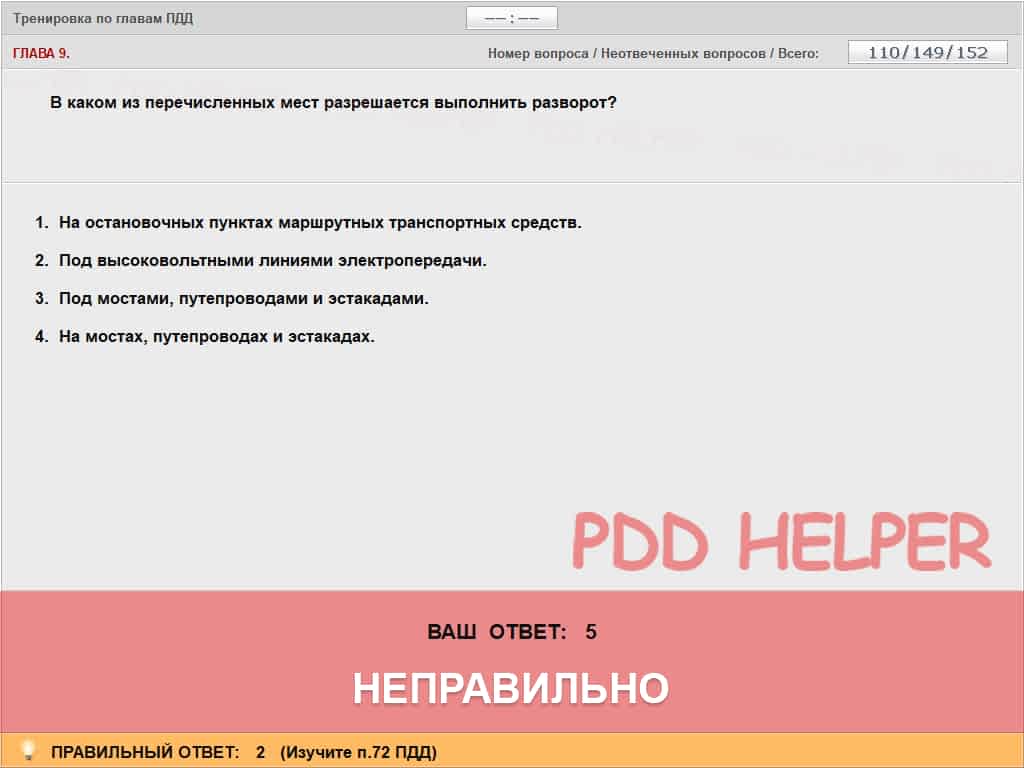 Тренировка по главам ПДД
–– : ––
ГЛАВА 9.
Номер вопроса / Неотвеченных вопросов / Всего: 110/149/152
В каком из перечисленных мест разрешается выполнить разворот?
1. На остановочных пунктах маршрутных транспортных средств.
2. Под высоковольтными линиями электропередачи.
3. Под мостами, путепроводами и эстакадами.
4. На мостах, путепроводах и эстакадах.
PDD HELPER
ВАШ ОТВЕТ: 5
НЕПРАВИЛЬНО
ПРАВИЛЬНЫЙ ОТВЕТ: 2 (Изучите п.72 ПДД)